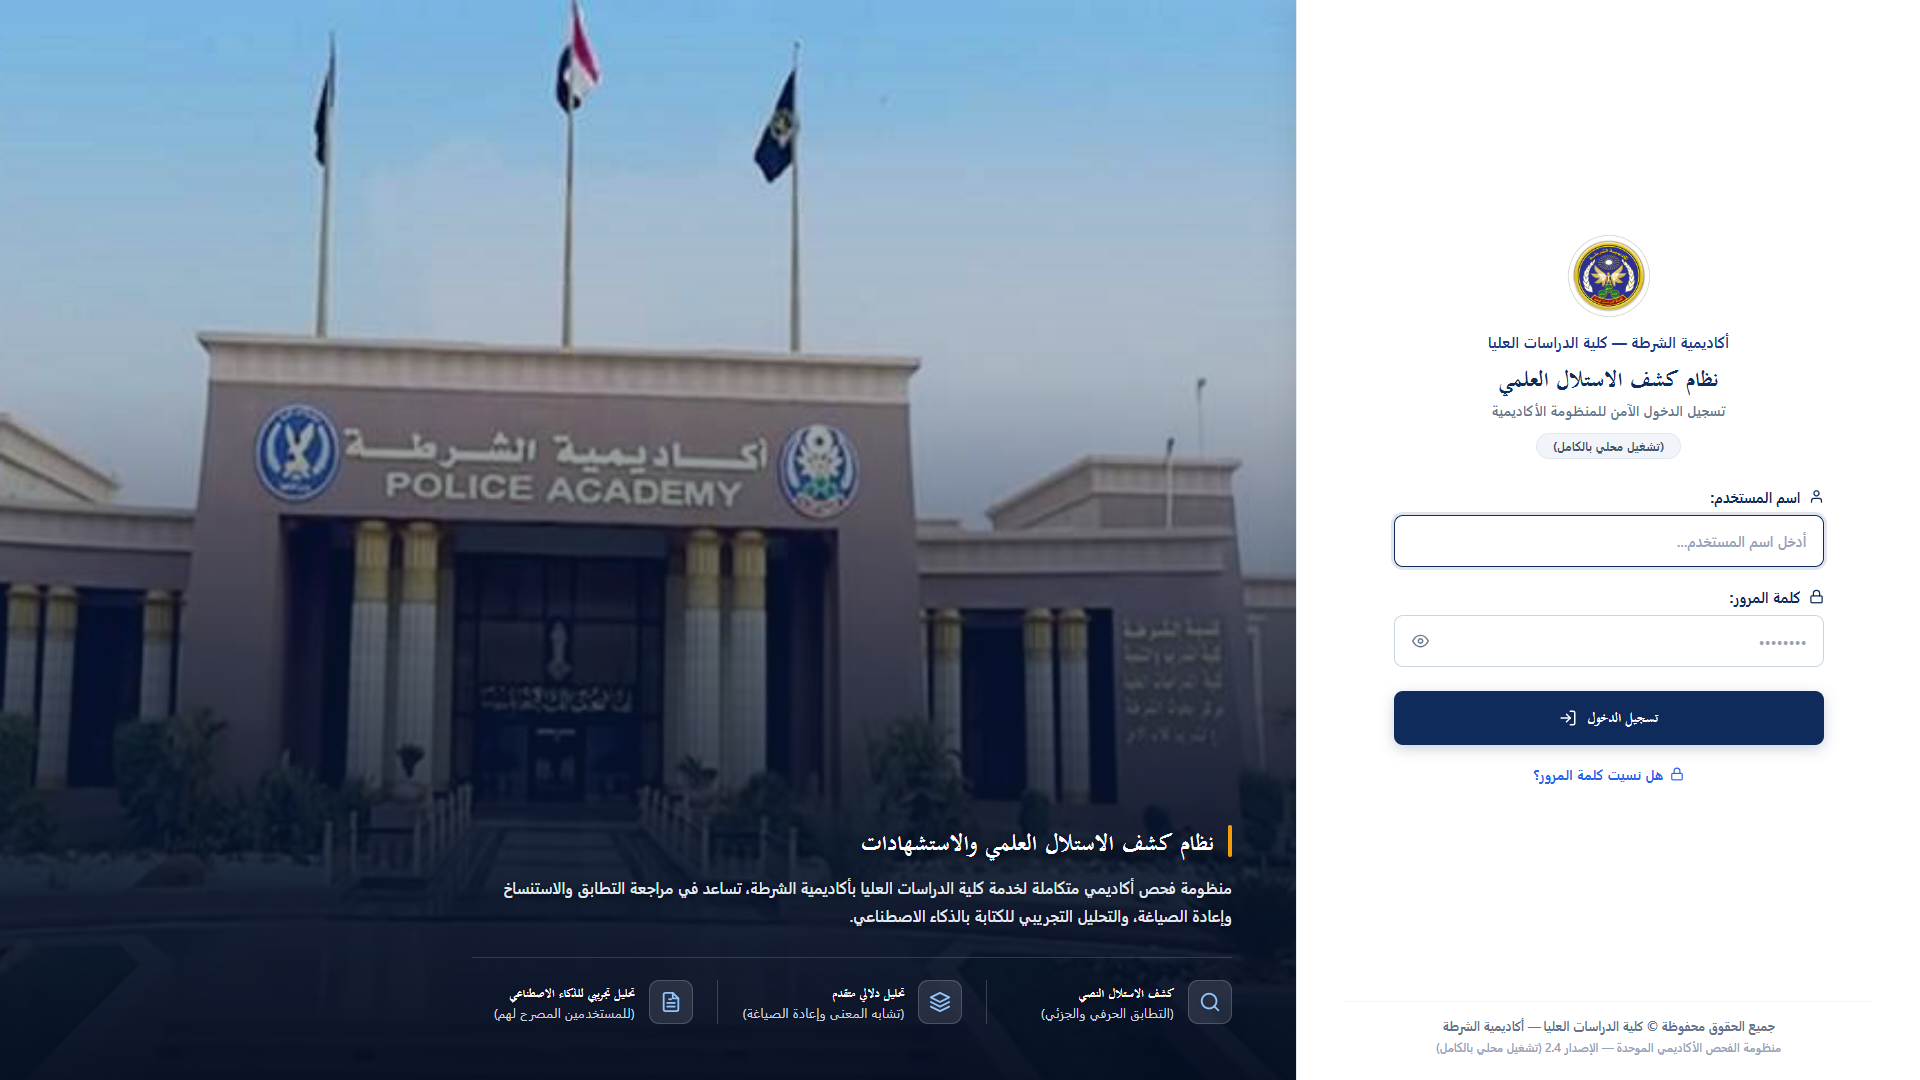 أكاديمية الشرطة — كلية الدراسات العليا
نظام كشف الاستلال العلمي
تسجيل الدخول الآمن للمنظومة الأكاديمية
(تشغيل محلي بالكامل)
اسم المستخدم:
أدخل اسم المستخدم...
كلمة المرور:
••••••••
تسجيل الدخول
هل نسيت كلمة المرور؟
جميع الحقوق محفوظة © كلية الدراسات العليا — أكاديمية الشرطة
منظومة الفحص الأكاديمي الموحدة — الإصدار 2.4 (تشغيل محلي بالكامل)
أكاديمية الشرطة
POLICE ACADEMY
نظام كشف الاستلال العلمي والاستشهادات
منظومة فحص أكاديمي متكاملة لخدمة كلية الدراسات العليا بأكاديمية الشرطة، تساعد في مراجعة التطابق والاستنساخ
وإعادة الصياغة، والتحليل التجريبي للكتابة بالذكاء الاصطناعي.
كشف الاستلال النصي
(التطابق الحرفي والجزئي)
تحليل دلالي متقدم
(تشابه المعنى وإعادة الصياغة)
تحليل تجريبي للذكاء الاصطناعي
(للمستخدمين المصرح لهم)